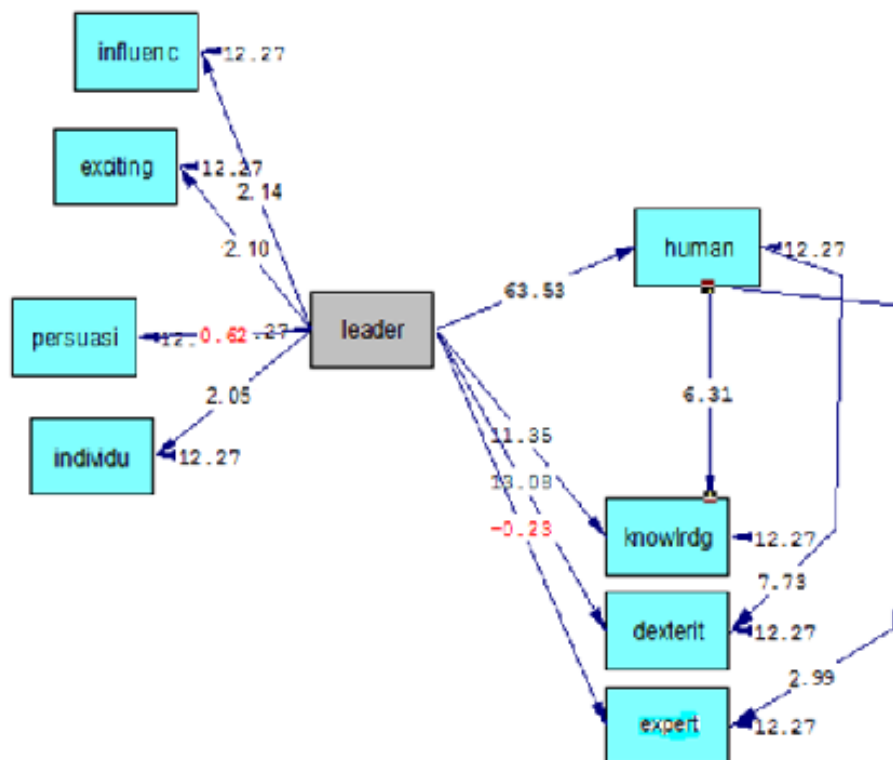 influenc
12.27
exciting
12.27
2.14
2.10
human
12.27
63.53
leader
persuasi
0.62
6.31
2.05
individu
12.27
11.35
13.08
-0.23
knowlrdg
12.27
7.73
dexterit
12.27
2.99
expert
12.27